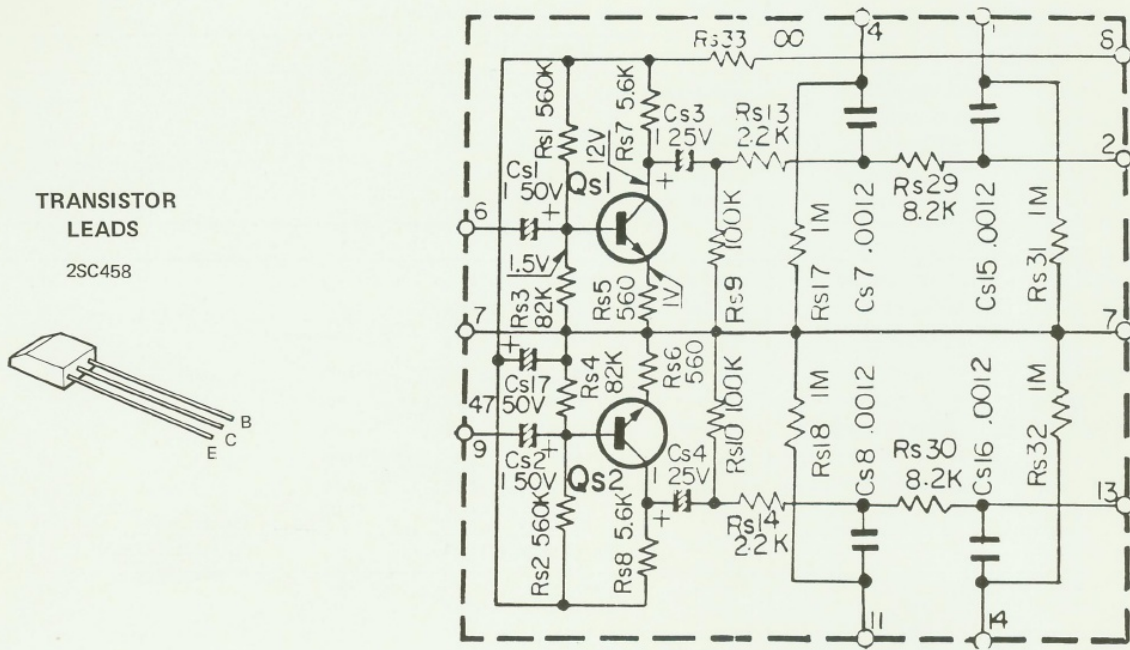 TRANSISTOR
LEADS
2SC458
B
C
E
4
8
Rs33
00
Rs1 560K
Rs7 5.6K
Cs3
1 25V
Rs13
2.2K
2
12V
Cs1
1 50V
+
Qs1
+
Rs29
8.2K
6
1.5V
Rs3
82K
Rs5
560
1V
Rs9 100K
Rs17 1M
Cs7 .0012
Cs15 .0012
Rs31 1M
7
7
+
Cs17
47
50V
Rs4
82K
Rs6
560
Rs10 100K
Rs18 1M
Cs8 .0012
Cs16 .0012
Rs32 1M
9
Cs2
1 50V
+
Qs2
Cs4
1 25V
+
Rs30
8.2K
13
Rs2 560K
Rs8 5.6K
Rs14
2.2K
11
14